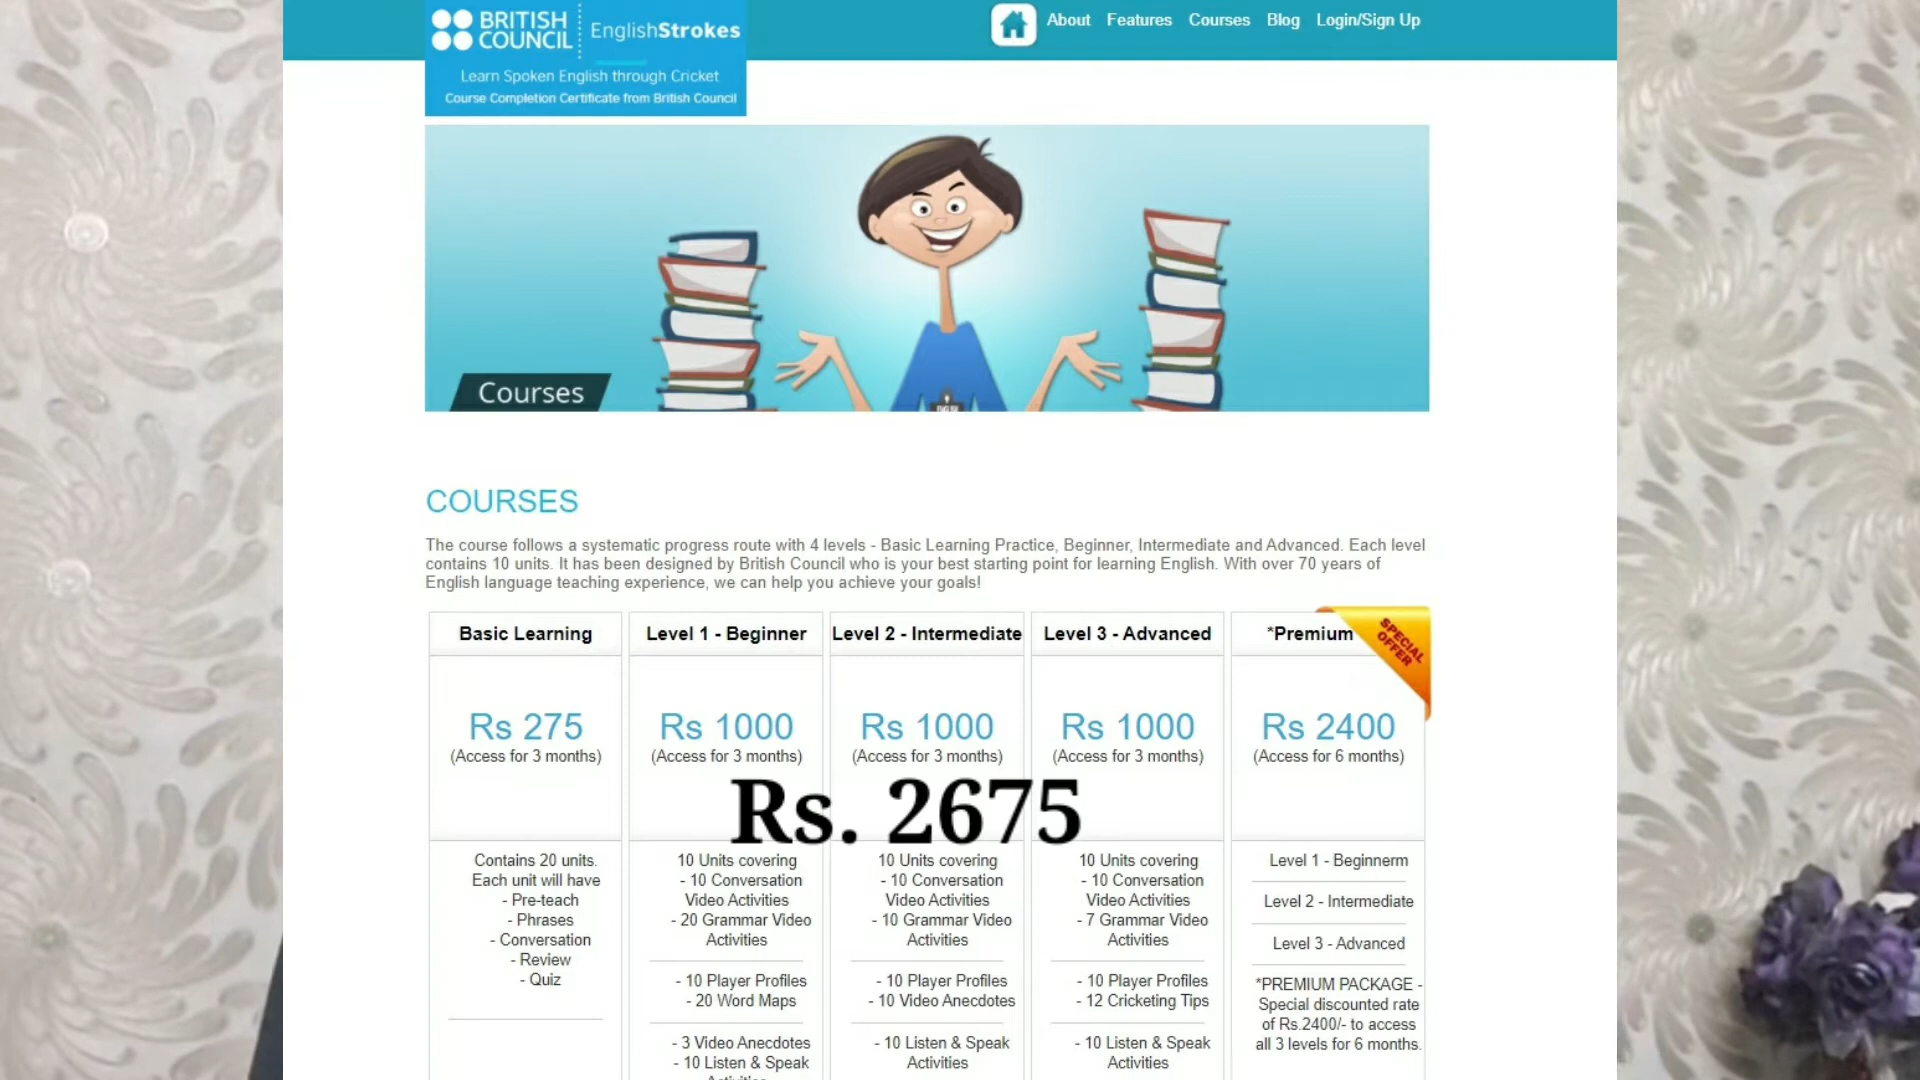 BRITISH
COUNCIL
EnglishStrokes
Learn Spoken English through Cricket
Course Completion Certificate from British Council
About Features Courses Blog Login/Sign Up
Courses
COURSES
The course follows a systematic progress route with 4 levels - Basic Learning Practice, Beginner, Intermediate and Advanced. Each level
contains 10 units. It has been designed by British Council who is your best starting point for learning English. With over 70 years of
English language teaching experience, we can help you achieve your goals!
Basic Learning
Rs 275
(Access for 3 months)
Contains 20 units.
Each unit will have
- Pre-teach
- Phrases
- Conversation
- Review
- Quiz
Level 1 - Beginner
Rs 1000
(Access for 3 months)
10 Units covering
- 10 Conversation
Video Activities
- 20 Grammar Video
Activities
- 10 Player Profiles
- 20 Word Maps
- 3 Video Anecdotes
- 10 Listen & Speak
Level 2 - Intermediate
Rs 1000
(Access for 3 months)
10 Units covering
- 10 Conversation
Video Activities
- 10 Grammar Video
Activities
- 10 Player Profiles
- 10 Video Anecdotes
- 10 Listen & Speak
Activities
Level 3 - Advanced
Rs 1000
(Access for 3 months)
10 Units covering
- 10 Conversation
Video Activities
- 7 Grammar Video
Activities
- 10 Player Profiles
- 12 Cricketing Tips
- 10 Listen & Speak
Activities
*Premium
SPECIAL
OFFER
Rs 2400
(Access for 6 months)
Level 1 - Beginnerm
Level 2 - Intermediate
Level 3 - Advanced
*PREMIUM PACKAGE -
Special discounted rate
of Rs.2400/- to access
all 3 levels for 6 months.
Rs. 2675